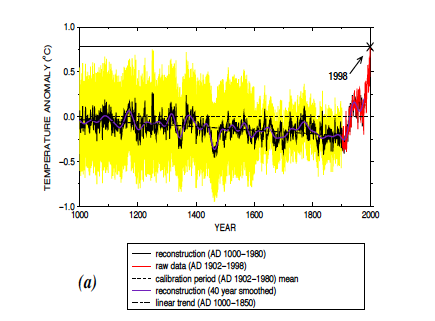 1.0
0.5
0.0
−0.5
−1.0
TEMPERATURE ANOMALY (°C)
1998
1000 1200 1400 1600 1800 2000
YEAR
(a)
reconstruction (AD 1000−1980)
raw data (AD 1902−1998)
calibration period (AD 1902−1980) mean
reconstruction (40 year smoothed)
linear trend (AD 1000−1850)